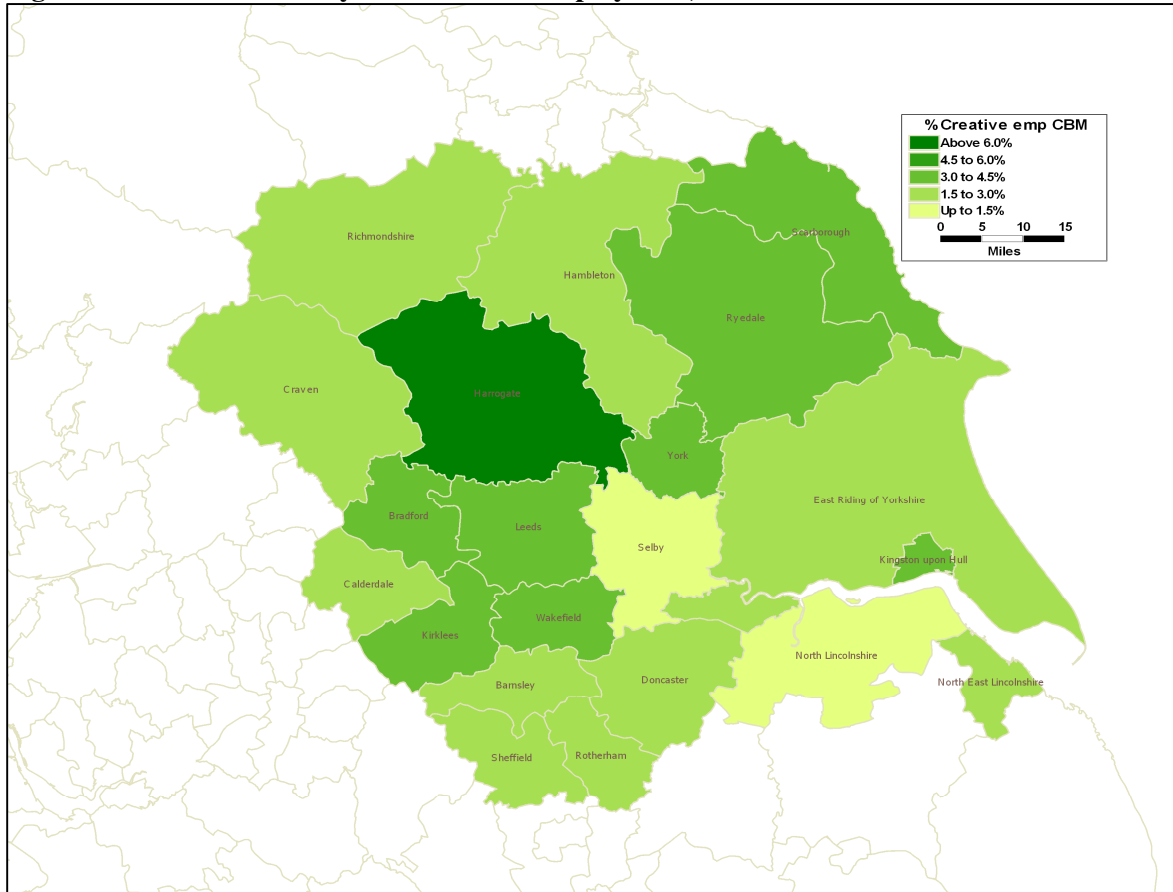 %Creative emp CBM
Above 6.0%
4.5 to 6.0%
3.0 to 4.5%
1.5 to 3.0%
Up to 1.5%
0 5 10 15
Miles
Scarborough
Richmondshire
Hambleton
Ryedale
Craven
Harrogate
York
East Riding of Yorkshire
Bradford
Leeds
Selby
Kingston upon Hull
Calderdale
Wakefield
Kirklees
North Lincolnshire
Barnsley
Doncaster
North East Lincolnshire
Sheffield
Rotherham